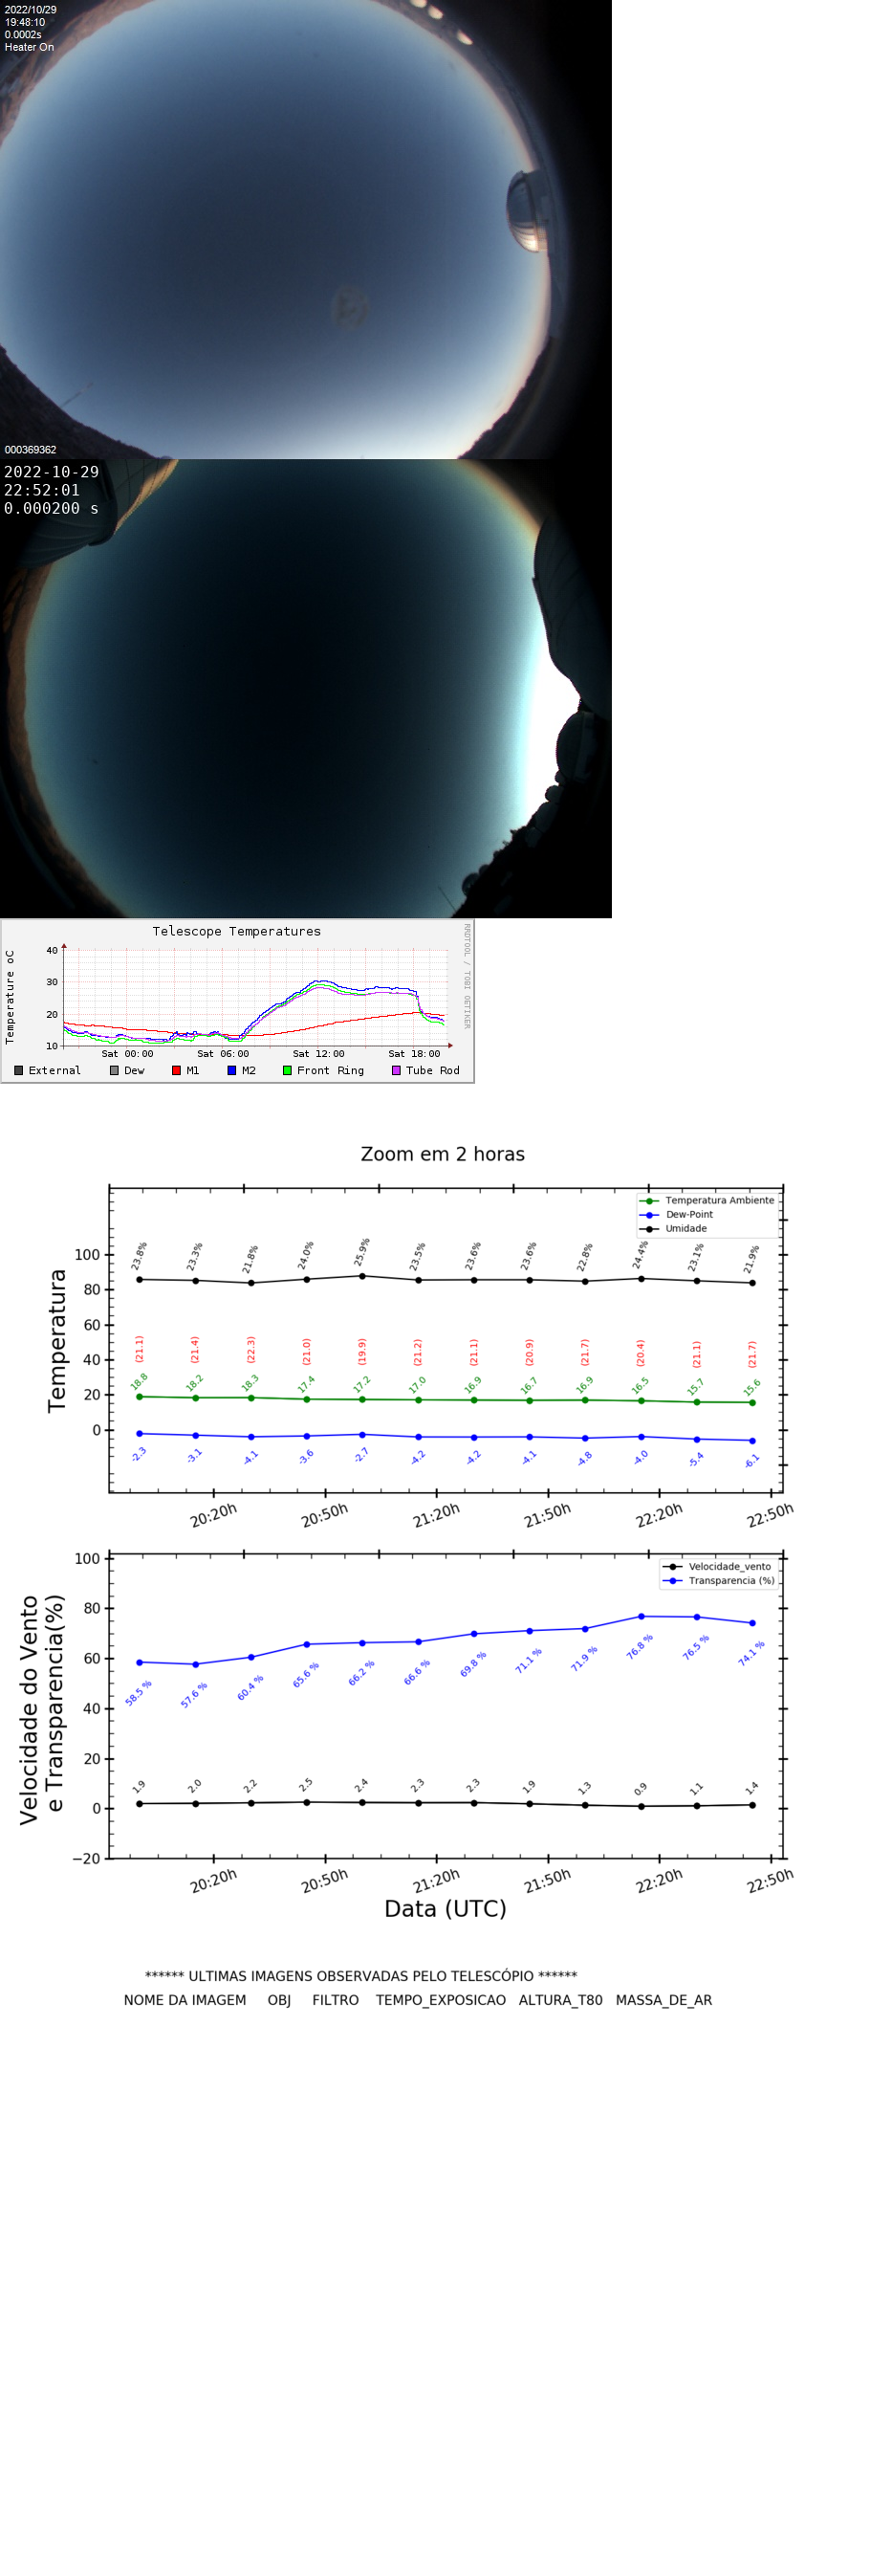 2022/10/29
19:48:10
0.0002s
Heater On
000369362
2022-10-29
22:52:01
0.000200 s
Telescope Temperatures
RRDTOOL / TOBI OETIKER
Temperature oC
40
30
20
10
Sat 00:00 Sat 06:00 Sat 12:00 Sat 18:00
External Dew M1 M2 Front Ring Tube Rod
Zoom em 2 horas
Temperatura Ambiente
Dew-Point
Umidade
Temperatura
100
80
60
40
20
0
23.8% 23.3% 21.8% 24.0% 25.9% 23.5% 23.6% 23.6% 22.8% 24.4% 23.1% 21.9%
(21.1) (21.4) (22.3) (21.0) (19.9) (21.2) (21.1) (20.9) (21.7) (20.4) (21.1) (21.7)
18.8 18.2 18.3 17.4 17.2 17.0 16.9 16.7 16.9 16.5 15.7 15.6
-2.3 -3.1 -4.1 -3.6 -2.7 -4.2 -4.2 -4.1 -4.8 -4.0 -5.4 -6.1
20:20h 20:50h 21:20h 21:50h 22:20h 22:50h
Velocidade_vento
Transparencia (%)
Velocidade do Vento
e Transparencia(%)
100
80
60
40
20
0
−20
58.5 % 57.6 % 60.4 % 65.6 % 66.2 % 66.6 % 69.8 % 71.1 % 71.9 % 76.8 % 76.5 % 74.1 %
1.9 2.0 2.2 2.5 2.4 2.3 2.3 1.9 1.3 0.9 1.1 1.4
20:20h 20:50h 21:20h 21:50h 22:20h 22:50h
Data (UTC)
****** ULTIMAS IMAGENS OBSERVADAS PELO TELESCÓPIO ******
NOME DA IMAGEM OBJ FILTRO TEMPO_EXPOSICAO ALTURA_T80 MASSA_DE_AR